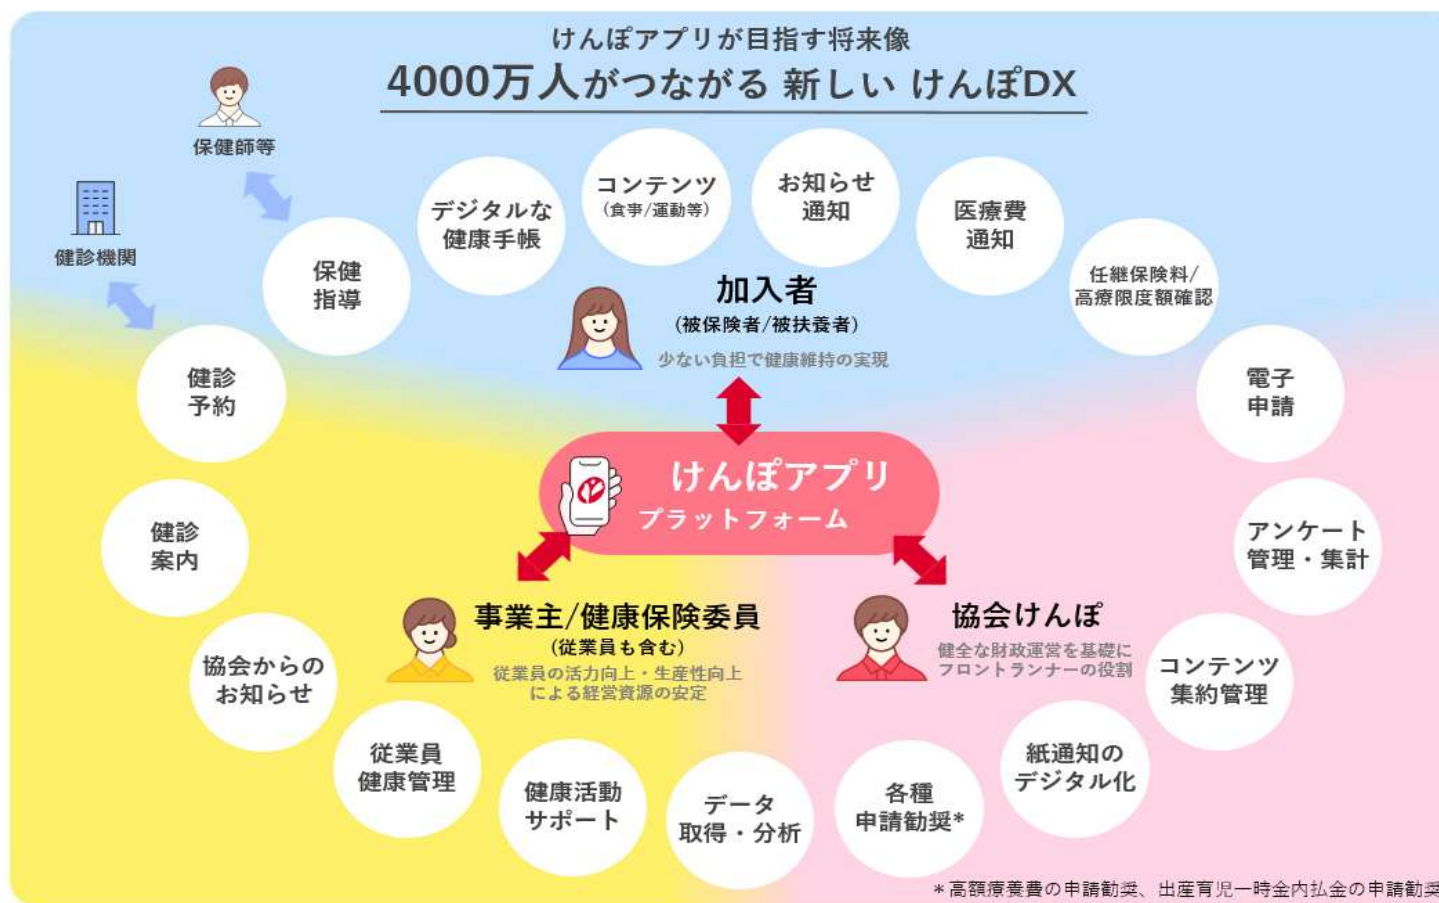 けんぽアプリが目指す将来像
4000万人がつながる 新しい けんぽDX
保健師等
健診機関
保健
指導
デジタルな
健康手帳
コンテンツ
(食事/運動等)
お知らせ
通知
医療費
通知
任継保険料/
高療限度額確認
加入者
(被保険者/被扶養者)
少ない負担で健康維持の実現
健診
予約
電子
申請
けんぽアプリ
プラットフォーム
健診
案内
アンケート
管理・集計
事業主/健康保険委員
(従業員も含む)
従業員の活力向上・生産性向上
による経営資源の安定
協会けんぽ
健全な財政運営を基礎に
フロントランナーの役割
協会からの
お知らせ
コンテンツ
集約管理
従業員
健康管理
健康活動
サポート
データ
取得・分析
各種
申請勧奨*
紙通知の
デジタル化
*高額療養費の申請勧奨、出産育児一時金内払金の申請勧奨